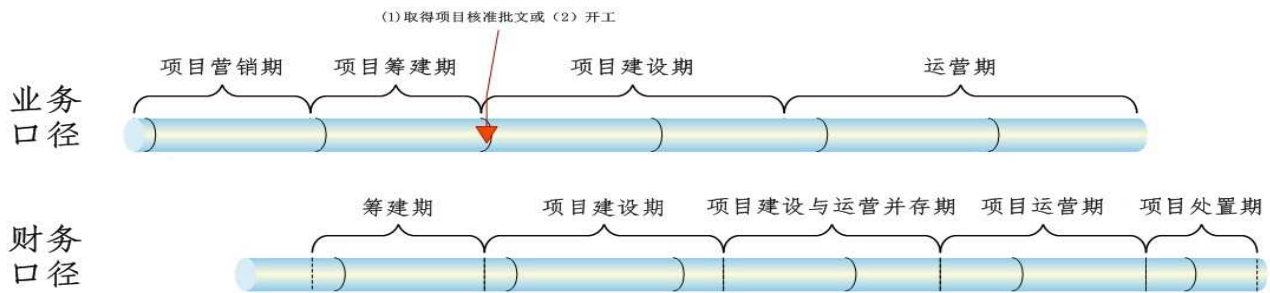 (1)取得项目核准批文或（2）开工
项目营销期 项目筹建期 项目建设期 运营期
业务
口径
筹建期 项目建设期 项目建设与运营并存期 项目运营期 项目处置期
财务
口径